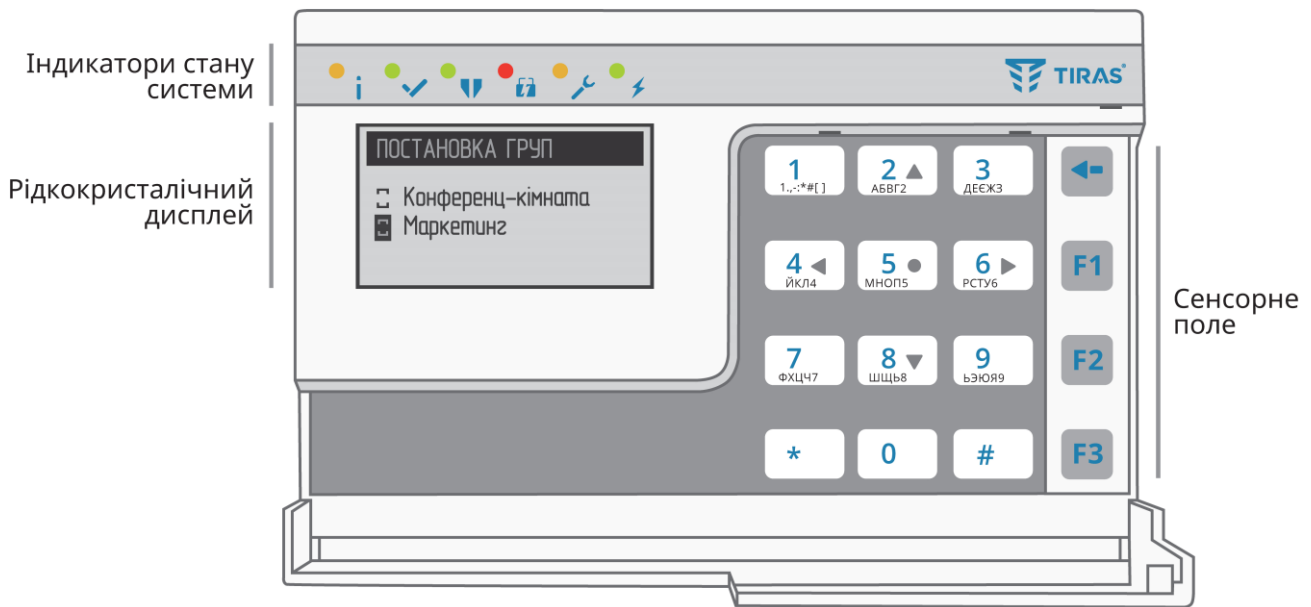 Індикатори стану
системи
i
TIRAS
Рідкокристалічний
дисплей
ПОСТАНОВКА ГРУП
Конференц-кімната
Маркетинг
1 2 3
1.,-:*#[ ] АБВГ2 ДЕЄЖЗ
4 5 6 F1
ЙКЛ4 МНОП5 РСТУ6
Сенсорне
поле
7 8 9 F2
ФХЦЧ7 ШЩЬ8 ЬЭЮЯ9
* 0 # F3